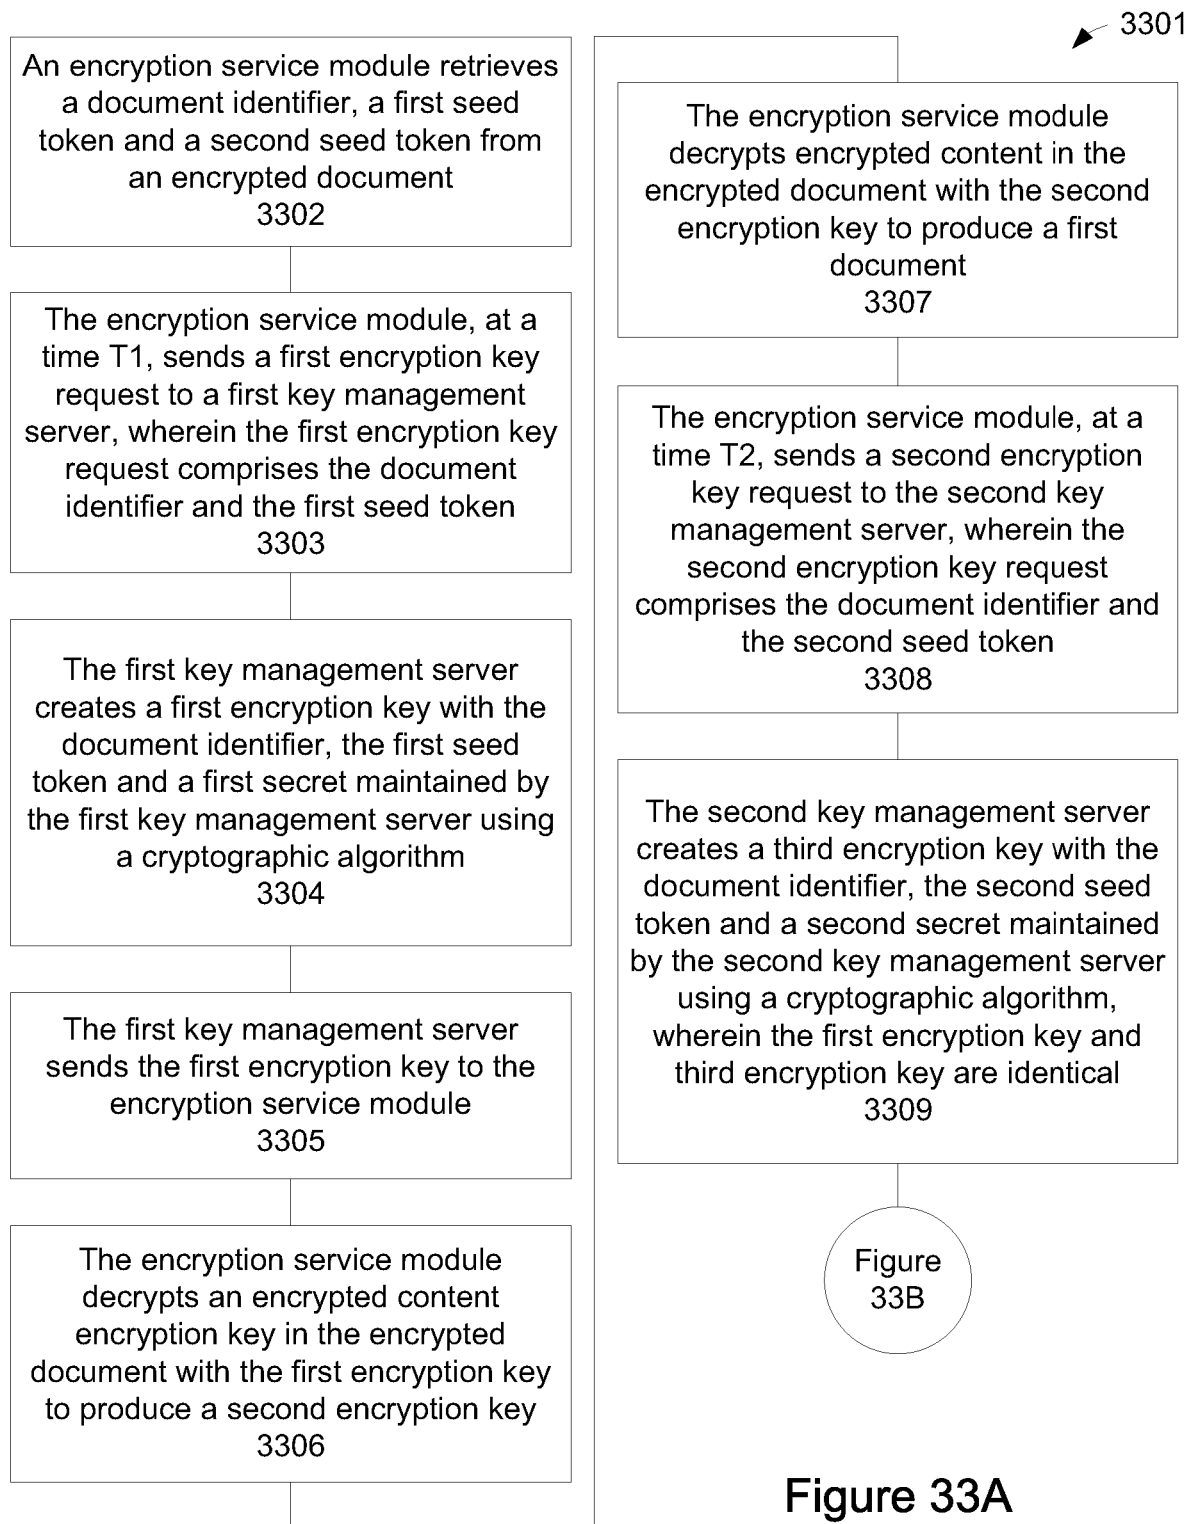 3301
An encryption service module retrieves
a document identifier, a first seed
token and a second seed token from
an encrypted document
3302
The encryption service module, at a
time T1, sends a first encryption key
request to a first key management
server, wherein the first encryption key
request comprises the document
identifier and the first seed token
3303
The first key management server
creates a first encryption key with the
document identifier, the first seed
token and a first secret maintained by
the first key management server using
a cryptographic algorithm
3304
The first key management server
sends the first encryption key to the
encryption service module
3305
The encryption service module
decrypts an encrypted content
encryption key in the encrypted
document with the first encryption key
to produce a second encryption key
3306
The encryption service module
decrypts encrypted content in the
encrypted document with the second
encryption key to produce a first
document
3307
The encryption service module, at a
time T2, sends a second encryption
key request to the second key
management server, wherein the
second encryption key request
comprises the document identifier and
the second seed token
3308
The second key management server
creates a third encryption key with the
document identifier, the second seed
token and a second secret maintained
by the second key management server
using a cryptographic algorithm,
wherein the first encryption key and
third encryption key are identical
3309
Figure
33B
Figure 33A